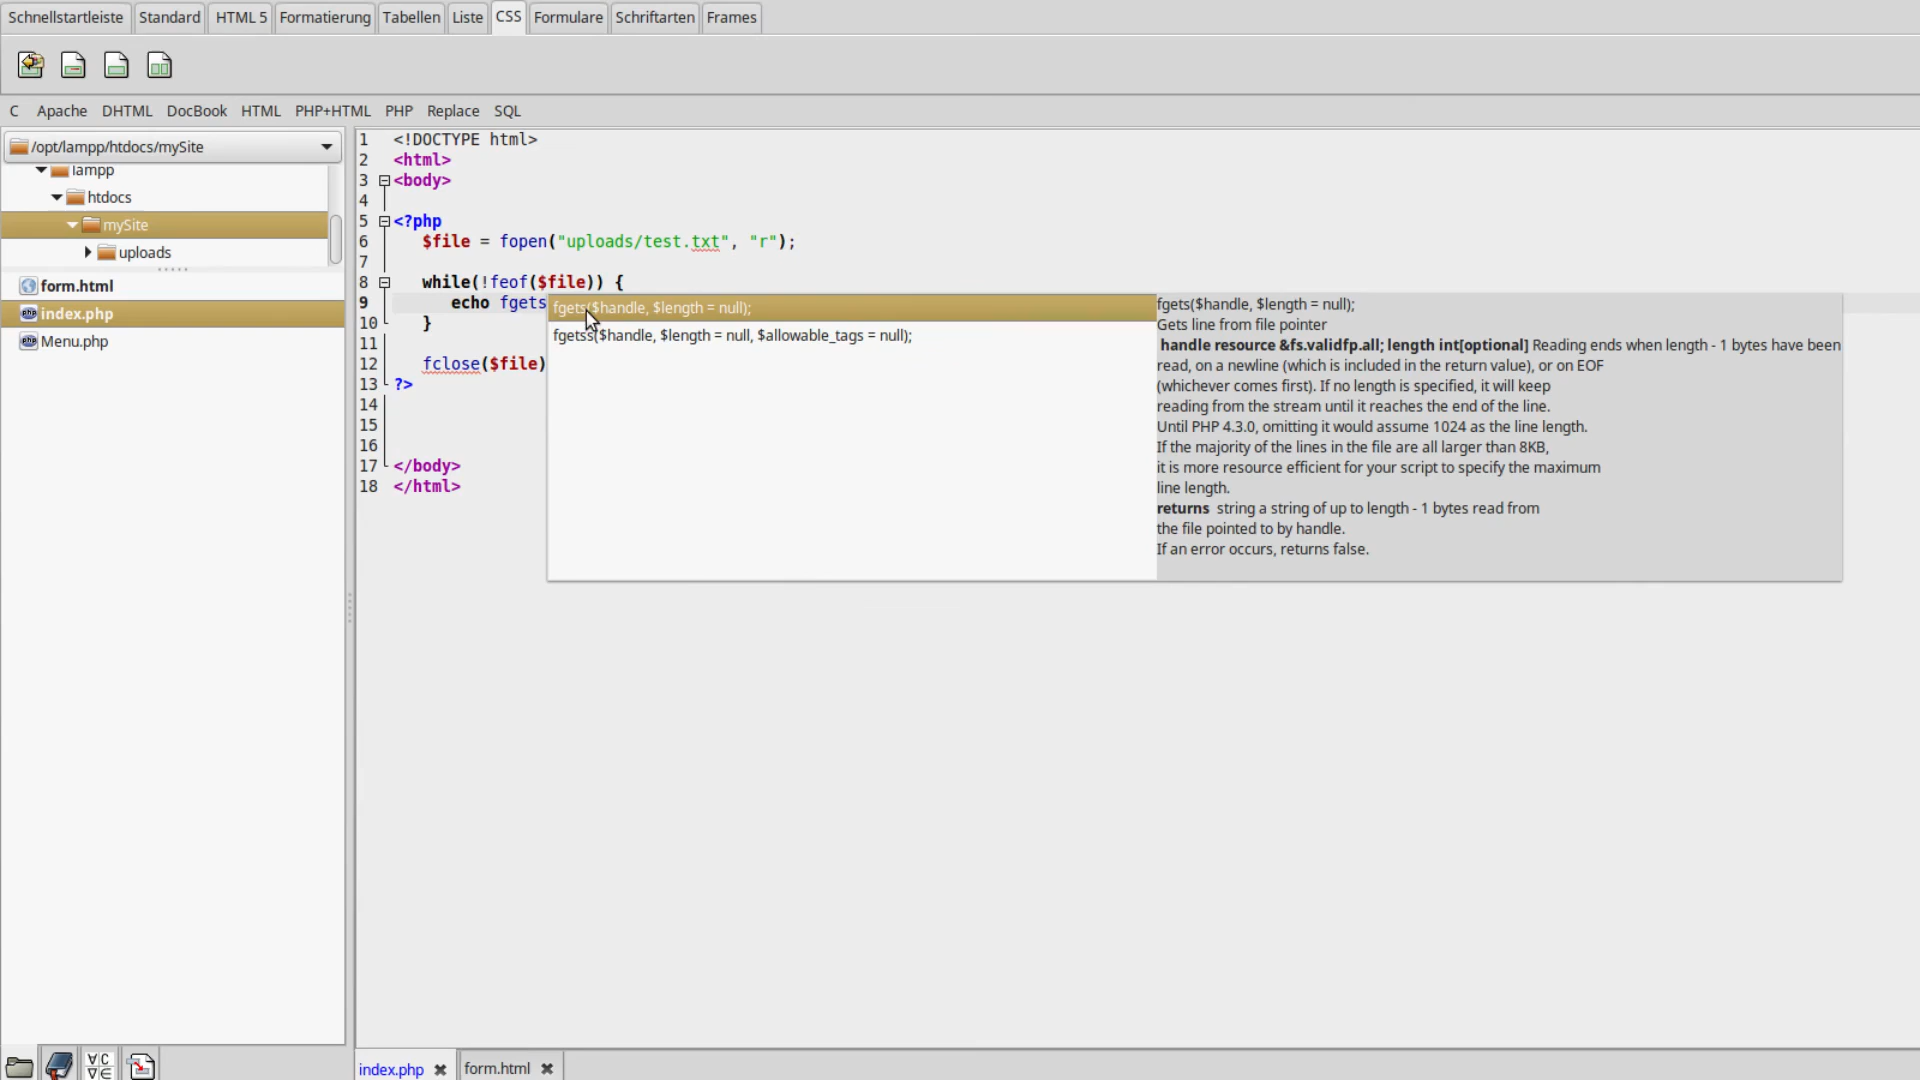 Schnellstartleiste Standard HTML 5 Formatierung Tabellen Liste CSS Formulare Schriftarten Frames
C Apache DHTML DocBook HTML PHP+HTML PHP Replace SQL
/opt/lampp/htdocs/mySite
lampp
htdocs
mySite
uploads
form.html
index.php
Menu.php
1 <!DOCTYPE html>
2 <html>
3 <body>
4
5 <?php
6 $file = fopen("uploads/test.txt", "r");
7
8 while(!feof($file)) {
9 echo fgets
10 }
11
12 fclose($file)
13 ?>
14
15
16
17 </body>
18 </html>
fgets($handle, $length = null);
fgetss($handle, $length = null, $allowable_tags = null);
fgets($handle, $length = null);
Gets line from file pointer
handle resource &fs.validfp.all; length int[optional] Reading ends when length - 1 bytes have been
read, on a newline (which is included in the return value), or on EOF
(whichever comes first). If no length is specified, it will keep
reading from the stream until it reaches the end of the line.
Until PHP 4.3.0, omitting it would assume 1024 as the line length.
If the majority of the lines in the file are all larger than 8KB,
it is more resource efficient for your script to specify the maximum
line length.
returns string a string of up to length - 1 bytes read from
the file pointed to by handle.
If an error occurs, returns false.
index.php form.html